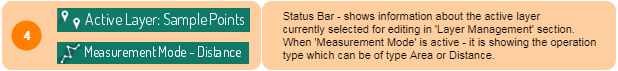 4
Active Layer: Sample Points
Measurement Mode - Distance
Status Bar - shows information about the active layer
currently selected for editing in 'Layer Management' section.
When 'Measurement Mode' is active - it is showing the operation
type which can be of type Area or Distance.